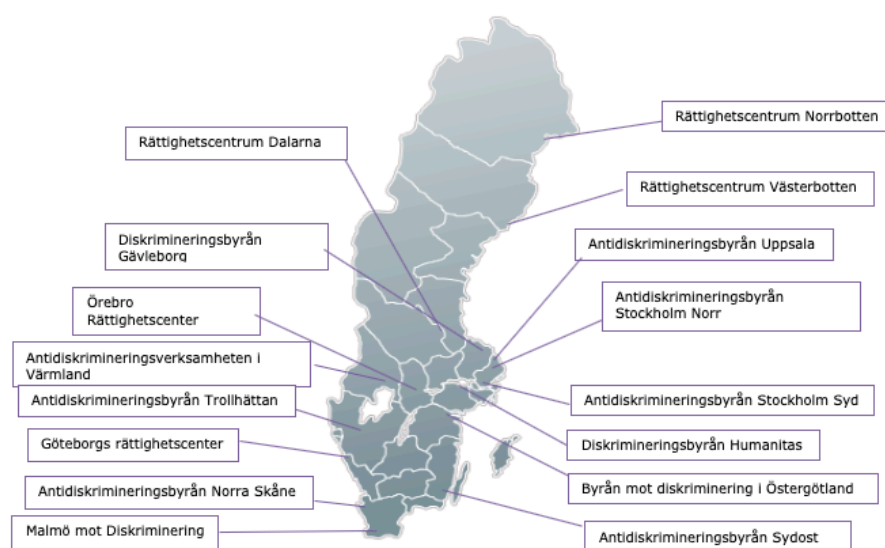 Rättighetscentrum Norrbotten
Rättighetscentrum Dalarna
Rättighetscentrum Västerbotten
Diskrimineringsbyrån
Gävleborg
Antidiskrimineringsbyrån Uppsala
Örebro
Rättighetscenter
Antidiskrimineringsbyrån
Stockholm Norr
Antidiskrimineringsverksamheten i
Värmland
Antidiskrimineringsbyrån Trollhättan
Antidiskrimineringsbyrån Stockholm Syd
Göteborgs rättighetscenter
Diskrimineringsbyrån Humanitas
Antidiskrimineringsbyrån Norra Skåne
Byrån mot diskriminering i Östergötland
Malmö mot Diskriminering
Antidiskrimineringsbyrån Sydost